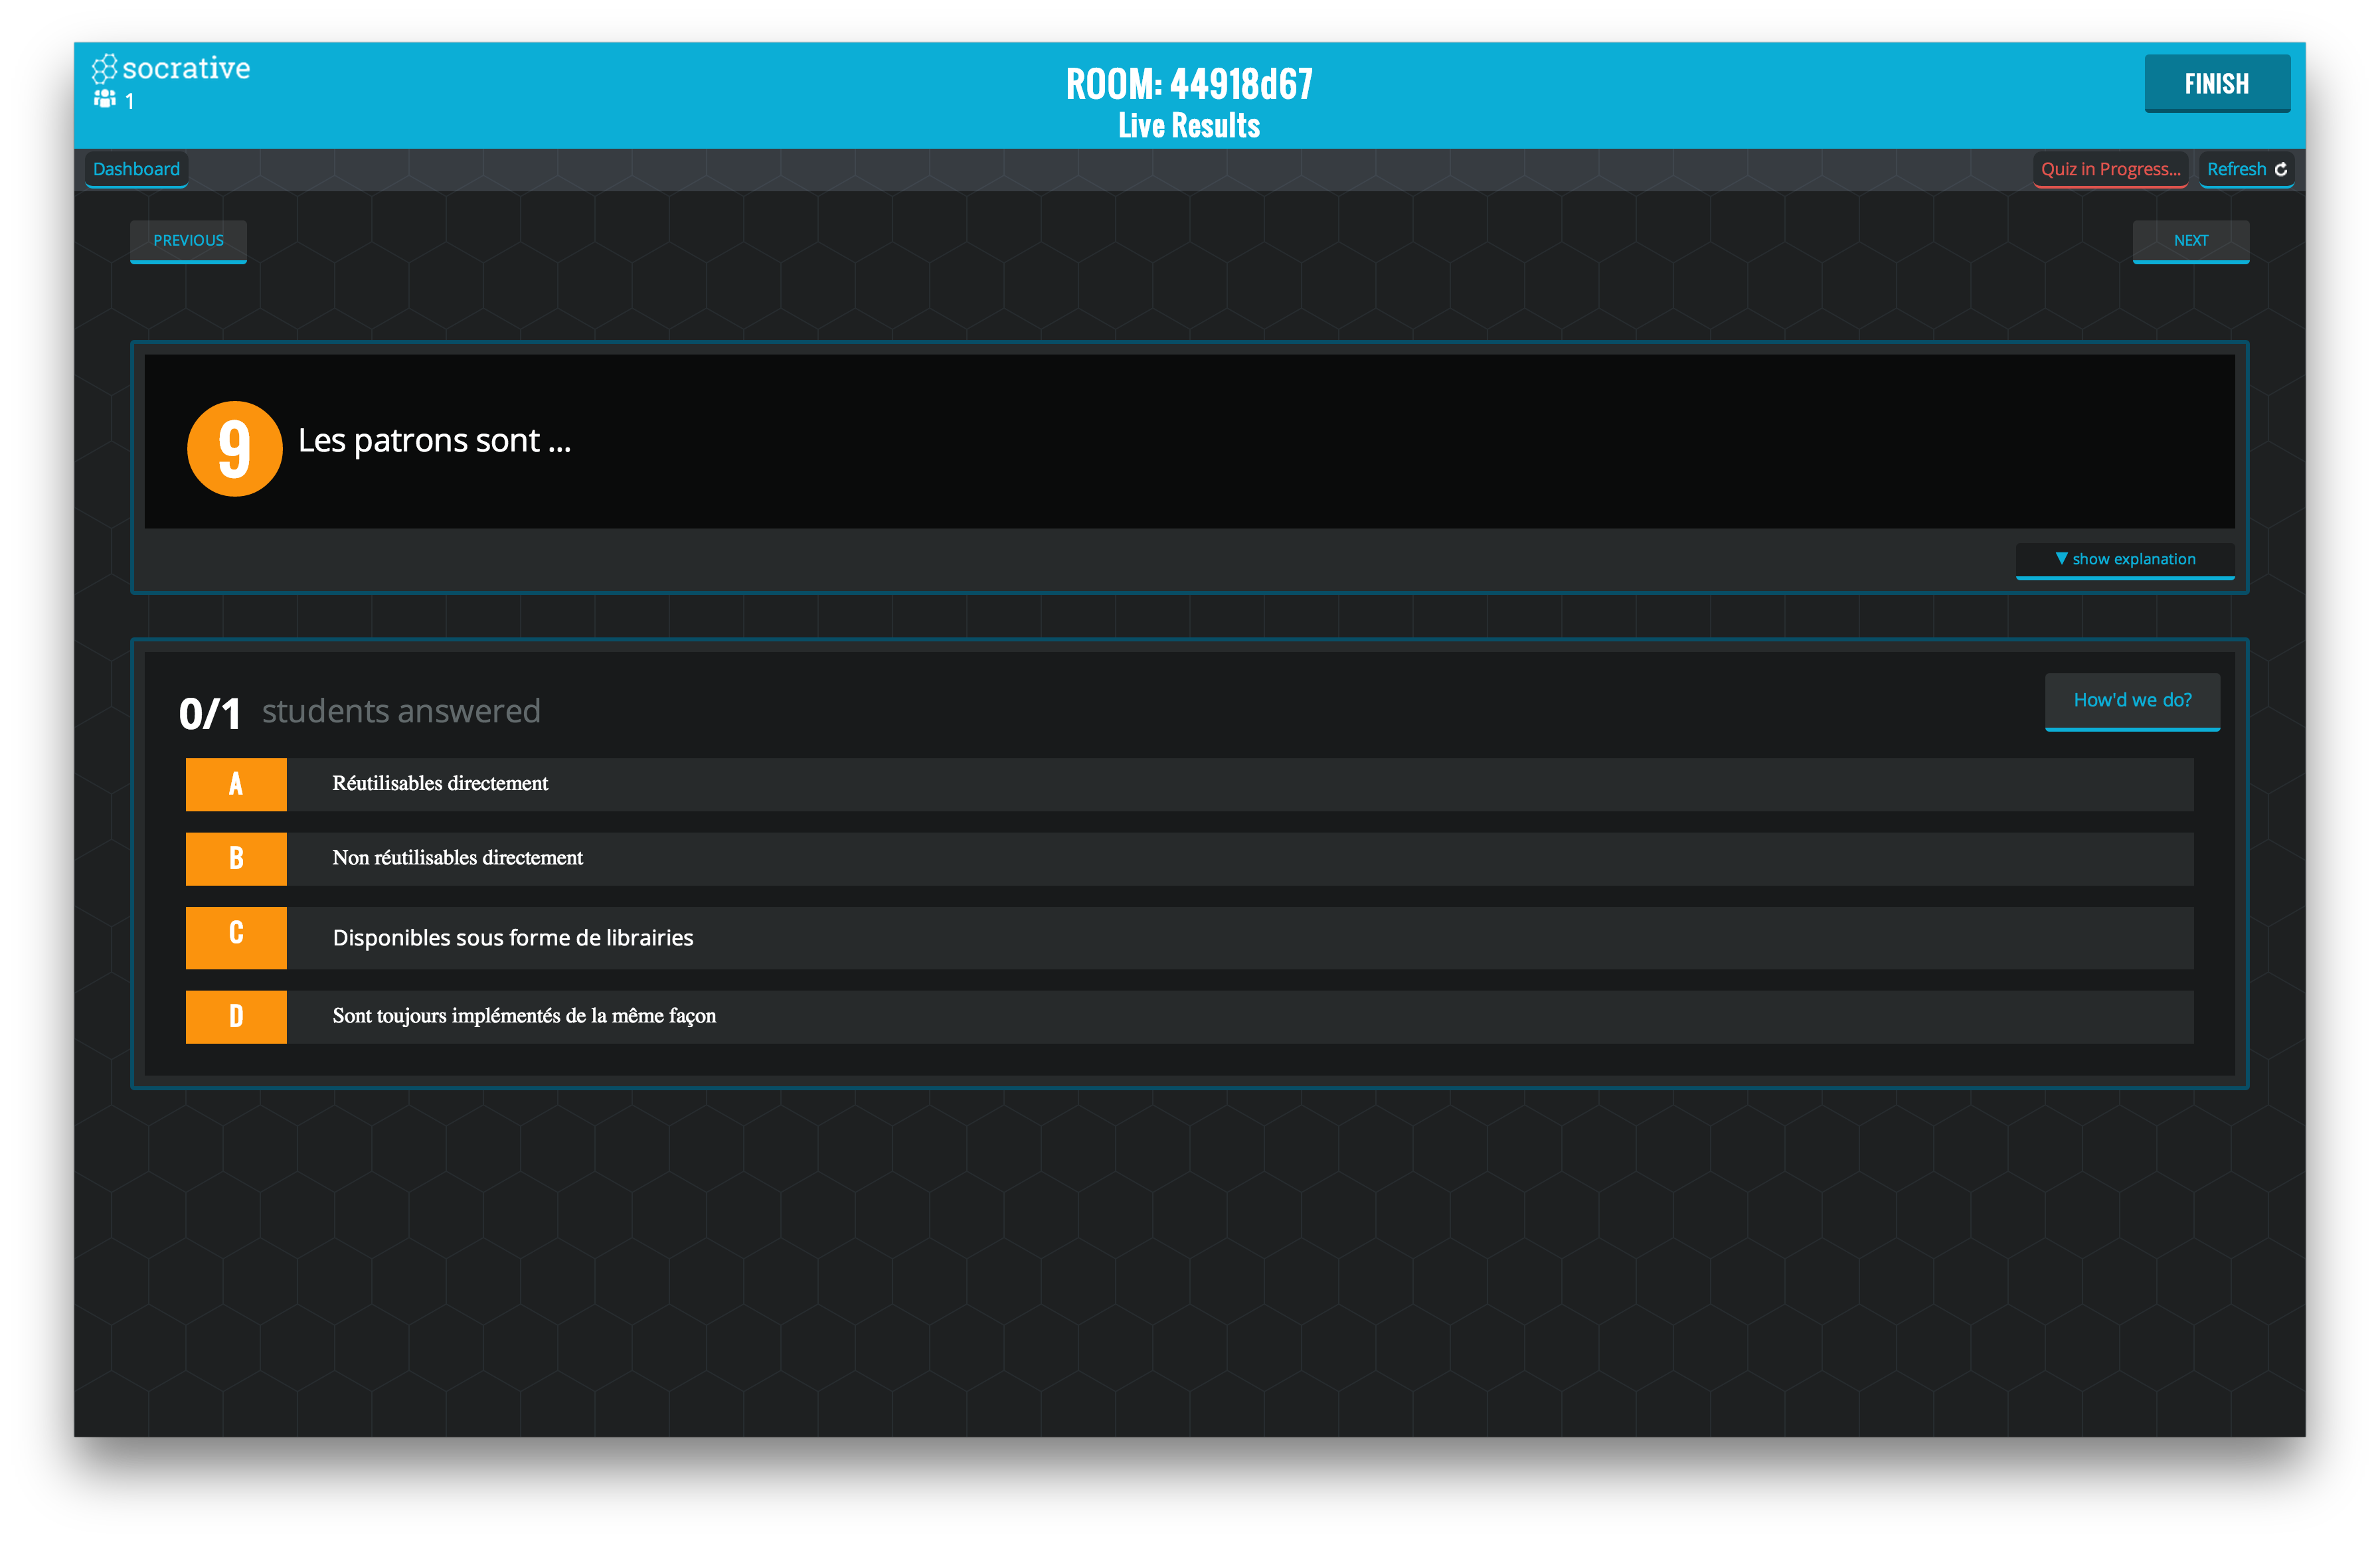 socrative
1
ROOM: 44918d67
Live Results
FINISH
Dashboard
Quiz in Progress...
Refresh
PREVIOUS
NEXT
9
Les patrons sont ...
▼ show explanation
0/1 students answered
How'd we do?
A Réutilisables directement
B Non réutilisables directement
C Disponibles sous forme de librairies
D Sont toujours implémentés de la même façon